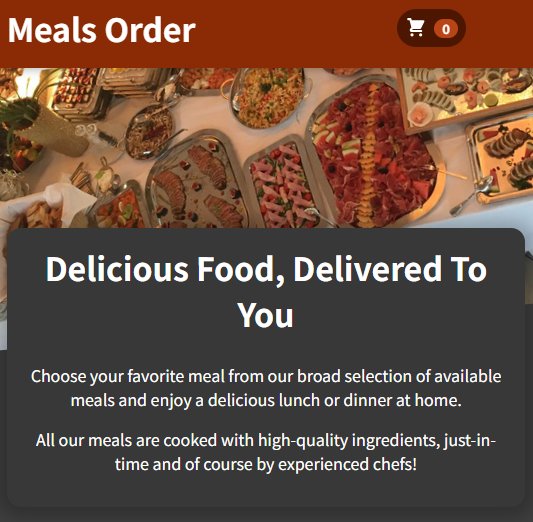 Meals Order
0
Delicious Food, Delivered To
You
Choose your favorite meal from our broad selection of available
meals and enjoy a delicious lunch or dinner at home.
All our meals are cooked with high-quality ingredients, just-in-
time and of course by experienced chefs!